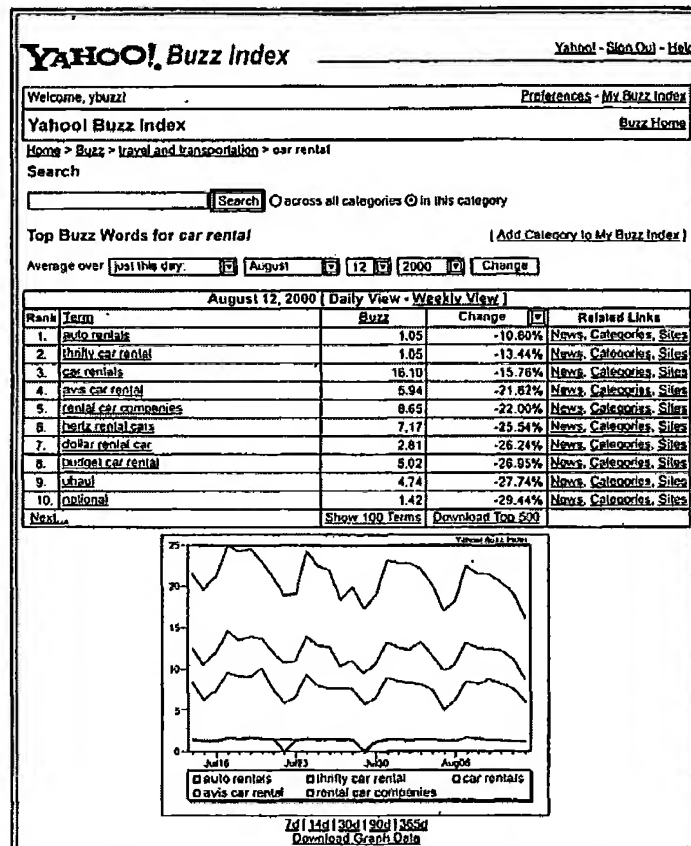 YAHOO! Buzz Index
Yahoo! - Sign Out - Help
Welcome, ybuzz!
Preferences - My Buzz Index
Yahoo! Buzz Index
Buzz Home
Home > Buzz > travel and transportation > car rental
Search
Search across all categories in this category
Top Buzz Words for car rental
[ Add Category to My Buzz Index ]
Average over just this day: August 12 2000 Change
August 12, 2000 [ Daily View - Weekly View ]
Rank Term Buzz Change Related Links
1. auto rentals 1.05 -10.60% News, Categories, Sites
2. thrifty car rental 1.05 -13.44% News, Categories, Sites
3. car rentals 16.10 -15.76% News, Categories, Sites
4. avis car rental 5.94 -21.62% News, Categories, Sites
5. rental car companies 8.65 -22.00% News, Categories, Sites
6. hertz rental cars 7.17 -25.54% News, Categories, Sites
7. dollar rental car 2.81 -26.24% News, Categories, Sites
8. budget car rental 5.02 -26.95% News, Categories, Sites
9. uhaul 4.74 -27.74% News, Categories, Sites
10. national 1.42 -29.44% News, Categories, Sites
Next... Show 100 Terms Download Top 500
Yahoo! Buzz Index
25
20
15
10
5
0
Jul16 Jul23 Jul30 Aug06
auto rentals thrifty car rental car rentals
avis car rental rental car companies
7d | 14d | 30d | 90d | 365d
Download Graph Data